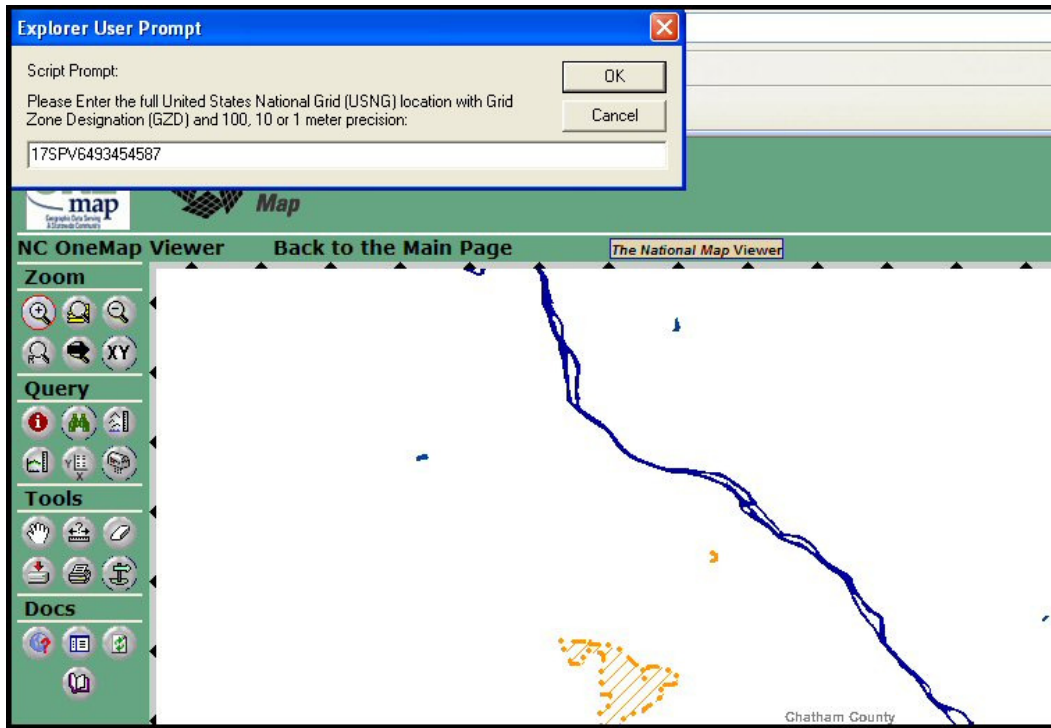 Explorer User Prompt
Script Prompt:
OK
Please Enter the full United States National Grid (USNG) location with Grid
Zone Designation (GZD) and 100, 10 or 1 meter precision:
Cancel
17SPV6493454587
map
Map
NC OneMap Viewer
Back to the Main Page
The National Map Viewer
Zoom
XY
Query
Tools
Docs
Chatham County